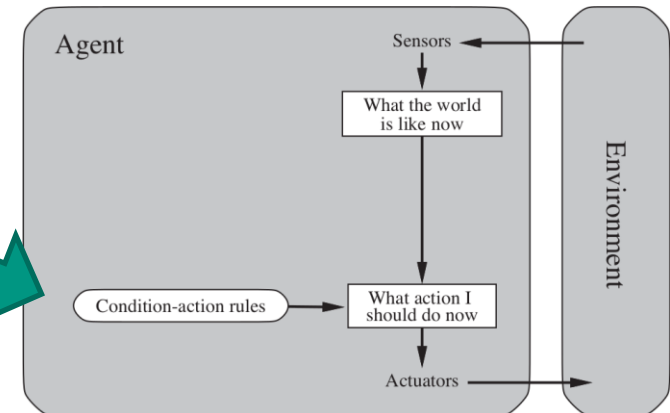 Agent
Sensors
What the world
is like now
Environment
Condition-action rules
What action I
should do now
Actuators